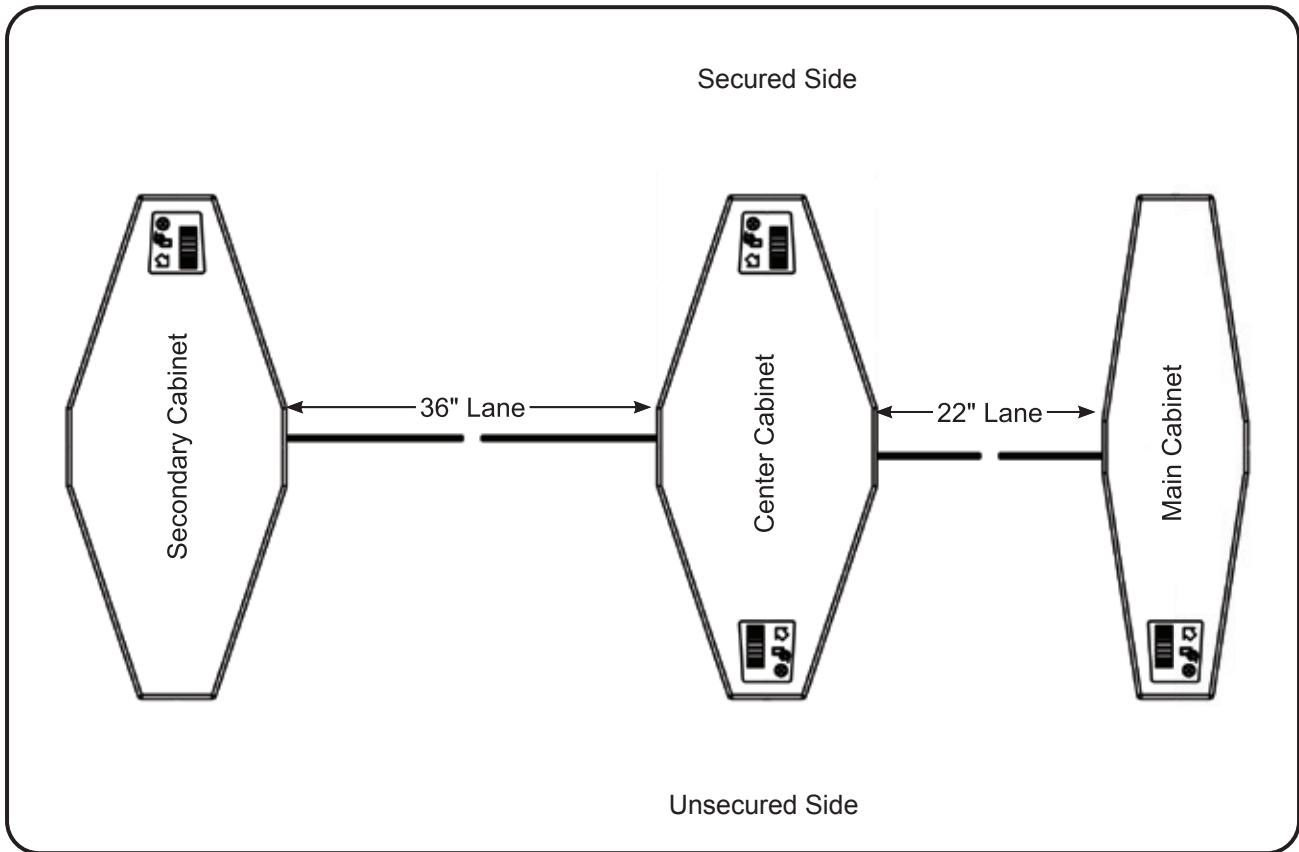 Secured Side
Secondary Cabinet
36" Lane
Center Cabinet
22" Lane
Main Cabinet
Unsecured Side